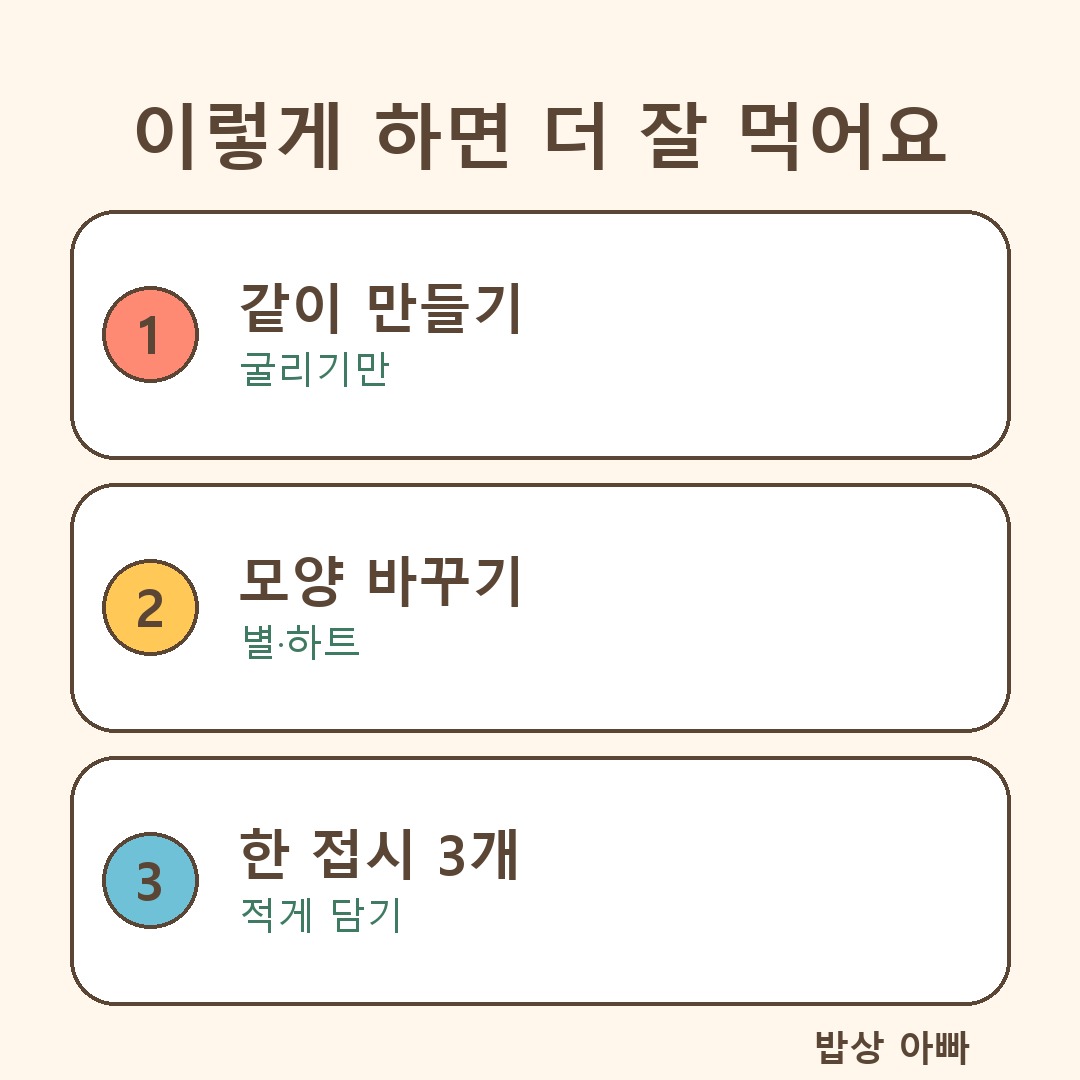 이렇게 하면 더 잘 먹어요
1
같이 만들기
굴리기만
2
모양 바꾸기
별·하트
3
한 접시 3개
적게 담기
밥상 아빠